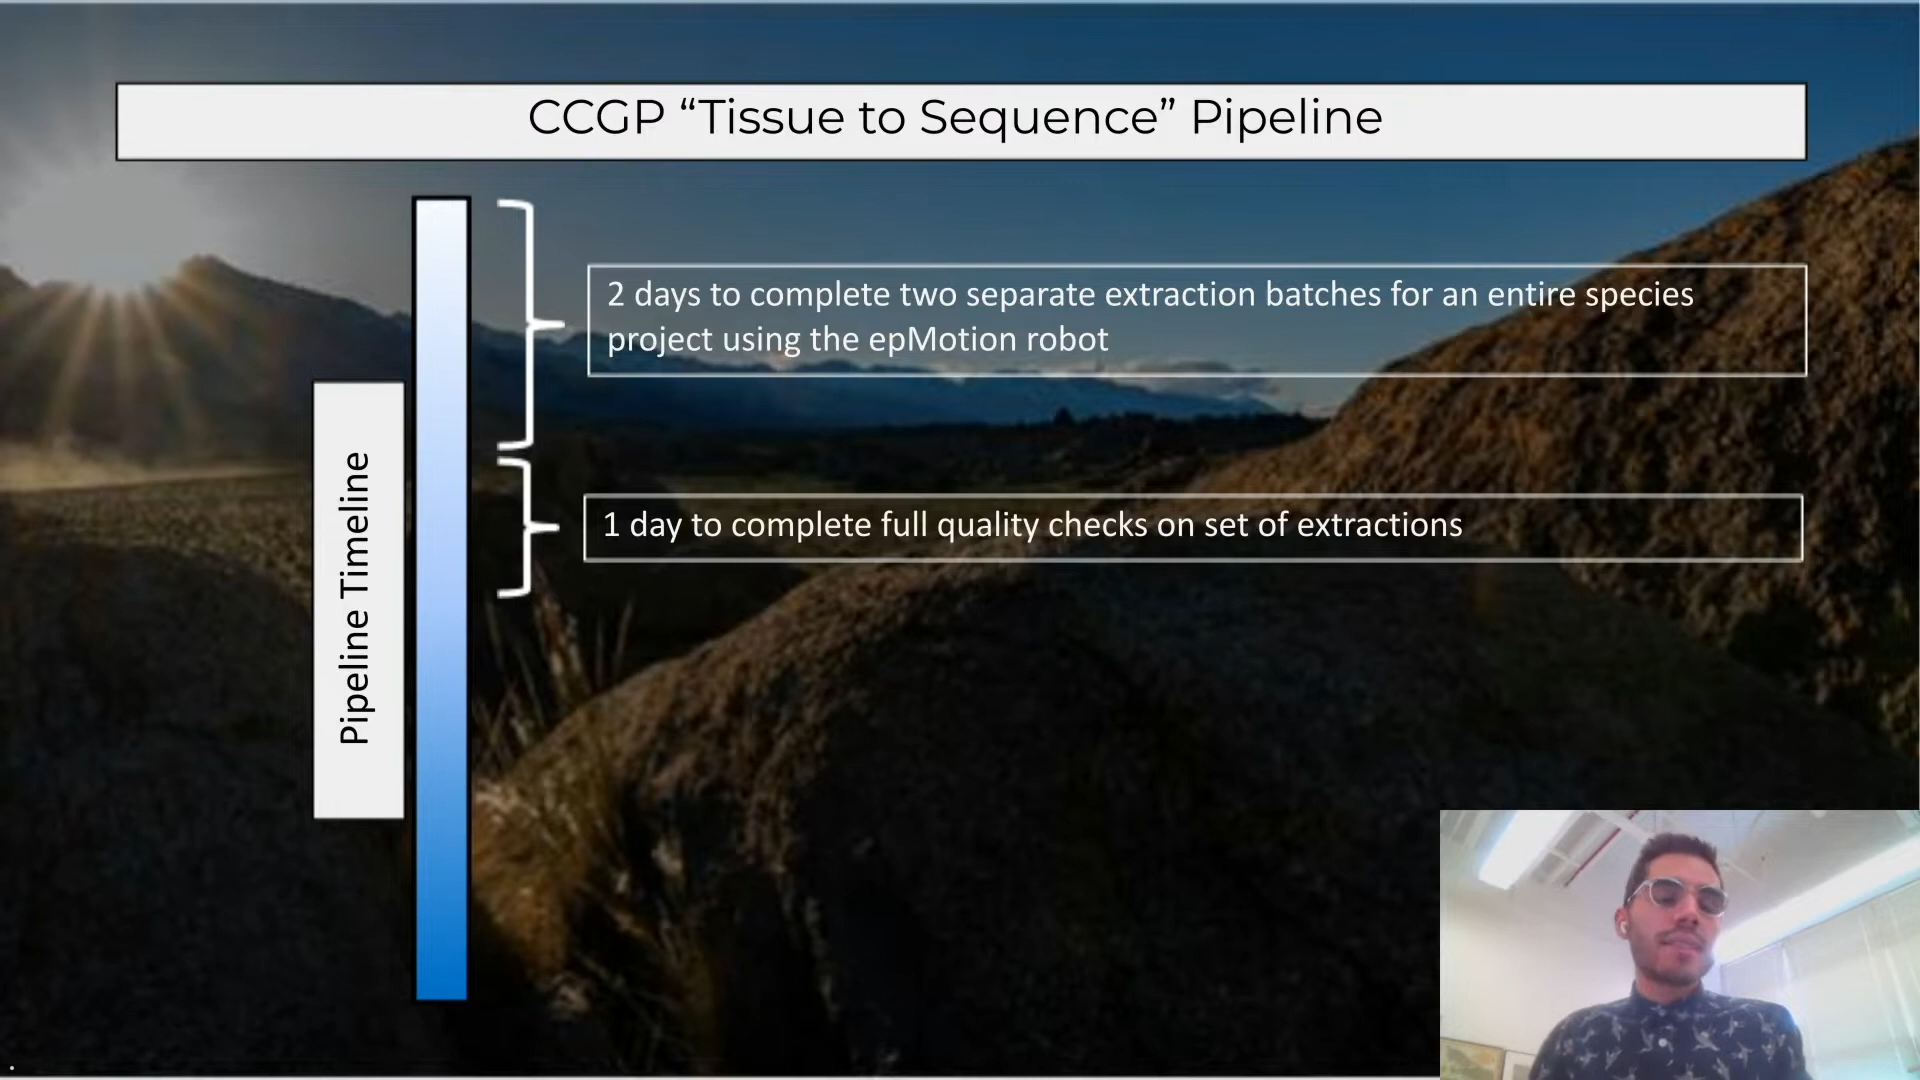 CCGP “Tissue to Sequence” Pipeline
2 days to complete two separate extraction batches for an entire species
project using the epMotion robot
1 day to complete full quality checks on set of extractions
Pipeline Timeline